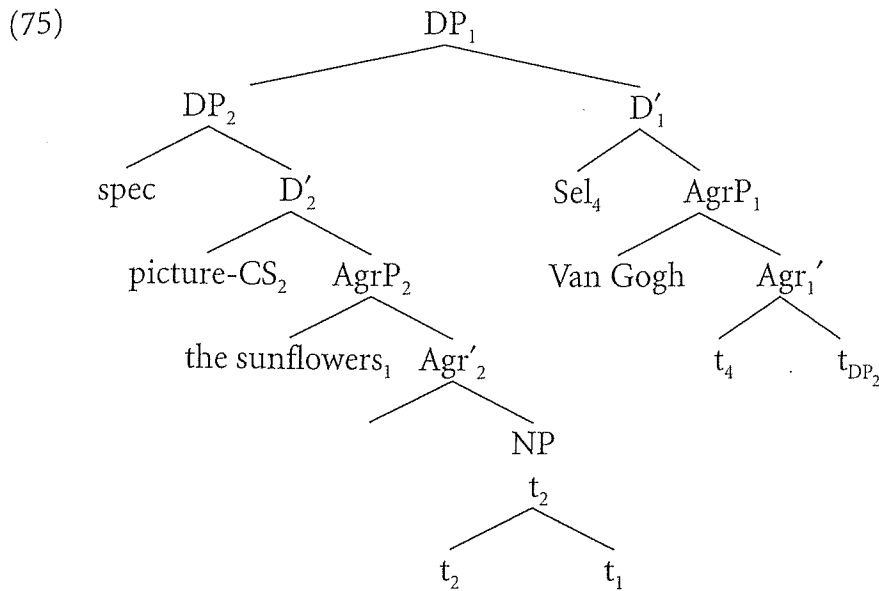 (75) DP₁
DP₂ D′₁
spec D′₂ Sel₄ AgrP₁
picture-CS₂ AgrP₂ Van Gogh Agr₁′
the sunflowers₁ Agr′₂ t₄ t_DP₂
NP
t₂
t₂ t₁